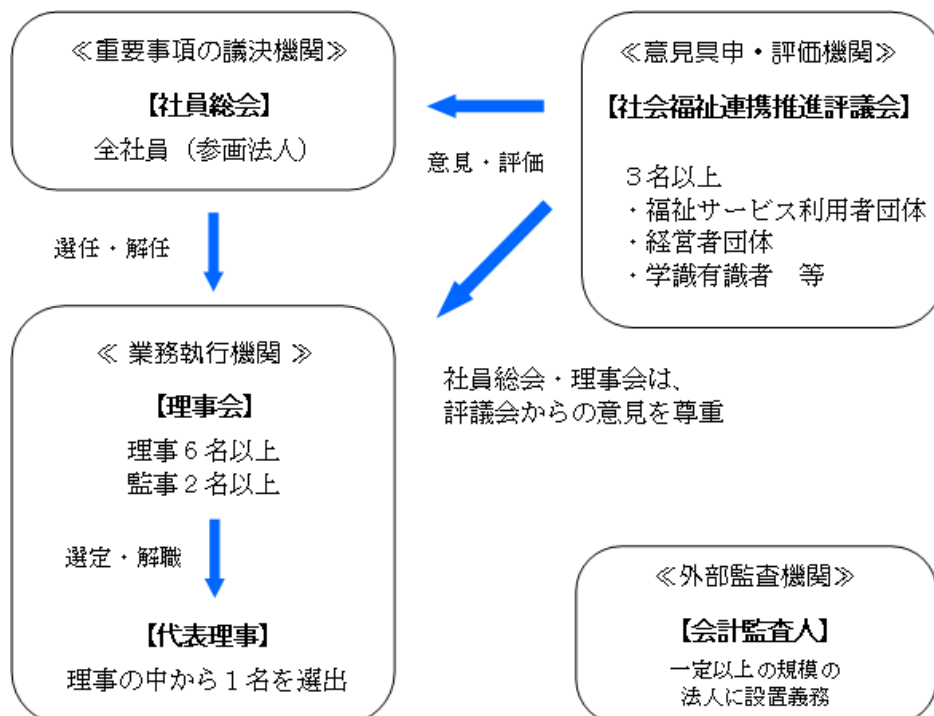 ≪重要事項の議決機関≫
【社員総会】
全社員（参画法人）
≪意見具申・評価機関≫
【社会福祉連携推進評議会】
３名以上
・福祉サービス利用者団体
・経営者団体
・学識有識者　等
意見・評価
選任・解任
≪ 業務執行機関 ≫
【理事会】
理事６名以上
監事２名以上
選定・解職
【代表理事】
理事の中から１名を選出
社員総会・理事会は、
評議会からの意見を尊重
≪外部監査機関≫
【会計監査人】
一定以上の規模の
法人に設置義務